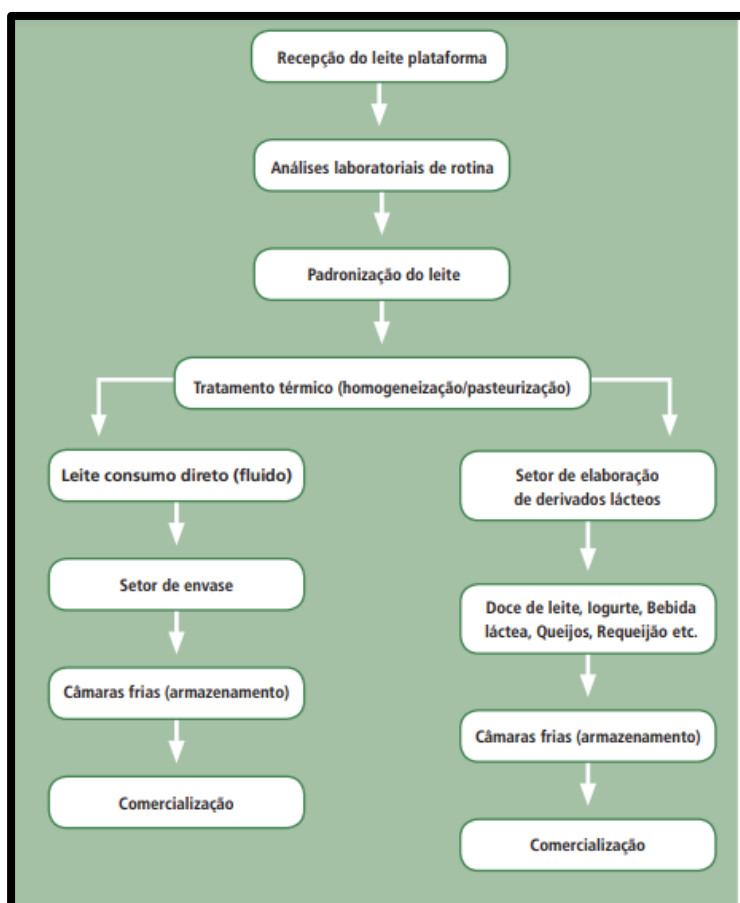 Recepção do leite plataforma
Análises laboratoriais de rotina
Padronização do leite
Tratamento térmico (homogeneização/pasteurização)
Leite consumo direto (fluido)
Setor de envase
Câmaras frias (armazenamento)
Comercialização
Setor de elaboração
de derivados lácteos
Doce de leite, Iogurte, Bebida
láctea, Queijos, Requeijão etc.
Câmaras frias (armazenamento)
Comercialização